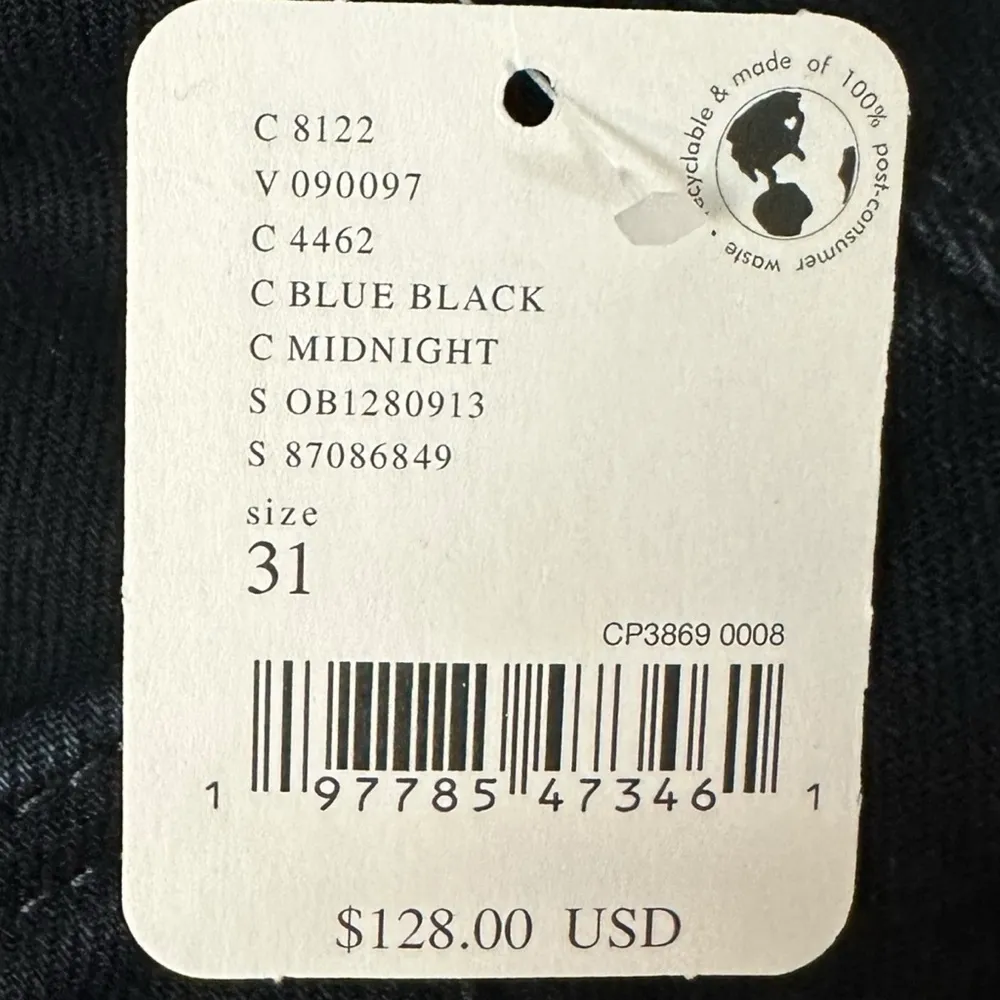 C 8122
V 090097
C 4462
C BLUE BLACK
C MIDNIGHT
S OB1280913
S 87086849
size
31
CP3869 0008
1 97785 47346 1
$128.00 USD
cyclable & made of 100% post-consumer waste •